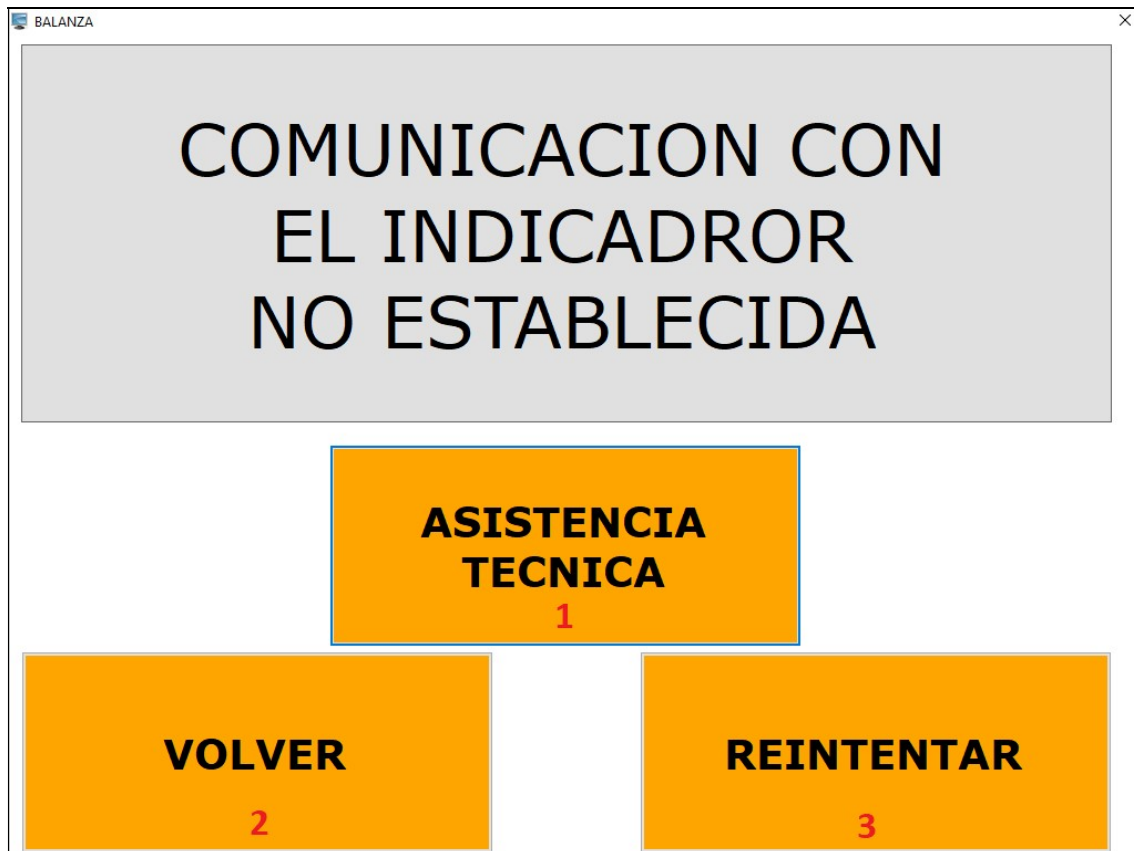 BALANZA
COMUNICACION CON
EL INDICADROR
NO ESTABLECIDA
ASISTENCIA
TECNICA
1
VOLVER
2
REINTENTAR
3